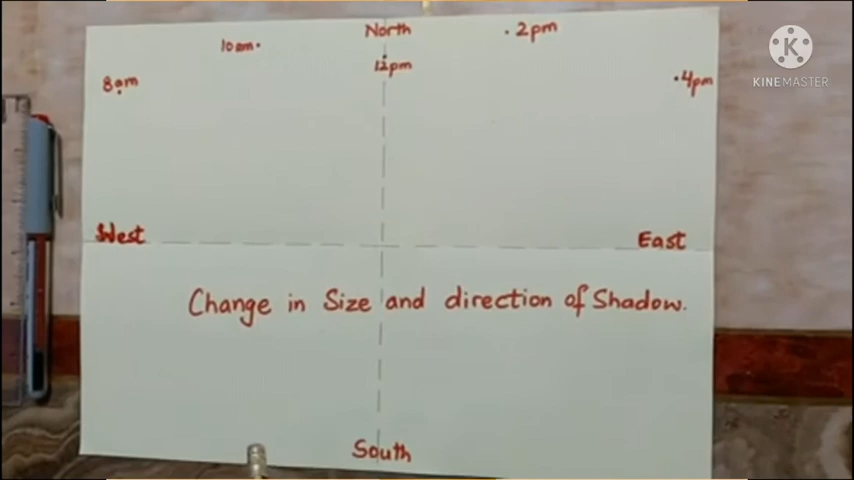 North
10am
2pm
12pm
8am
4pm
West
East
Change in Size and direction of Shadow.
South
K
KINEMASTER